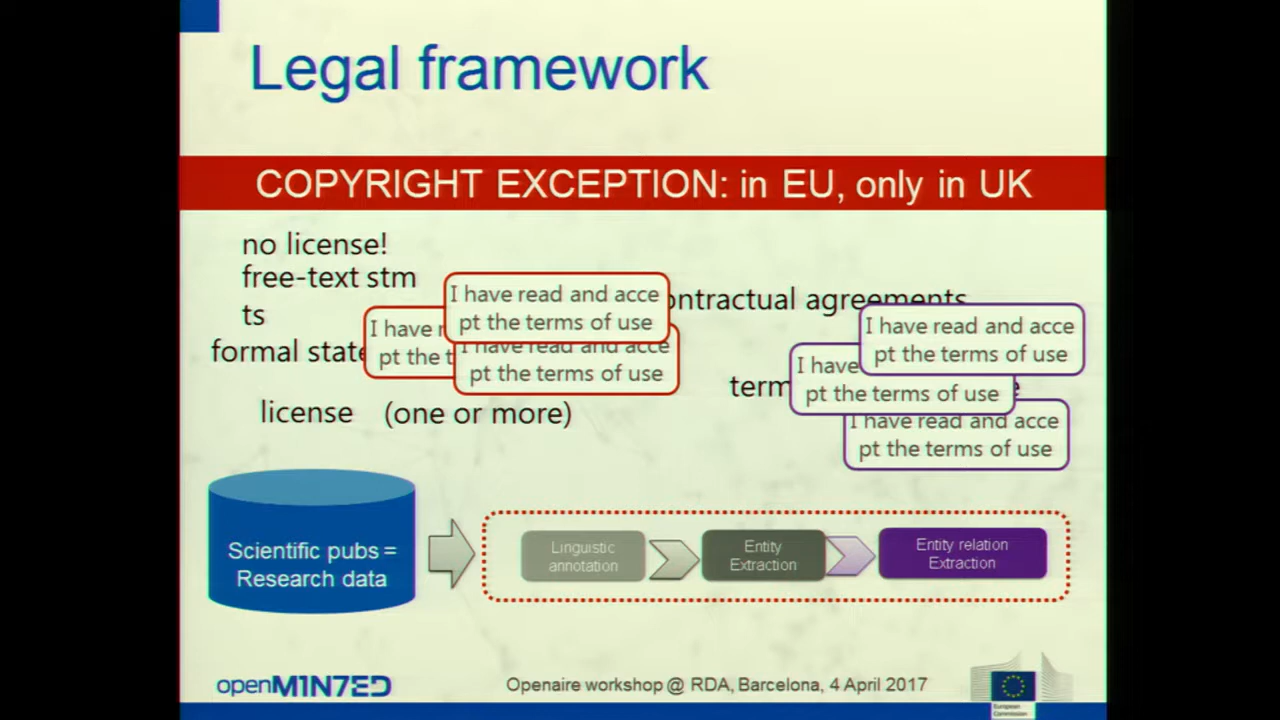 Legal framework
COPYRIGHT EXCEPTION: in EU, only in UK
no license!
free-text stm
ts
formal state
license (one or more)
I have read and acce
pt the terms of use
I have r
pt the t
I have read and acce
pt the terms of use
ontractual agreements
term
I have read and acce
pt the terms of use
I have
pt the terms of use
I have read and acce
pt the terms of use
Scientific pubs =
Research data
Linguistic
annotation
Entity
Extraction
Entity relation
Extraction
openM1N7ED
Openaire workshop @ RDA, Barcelona, 4 April 2017
European
Commission